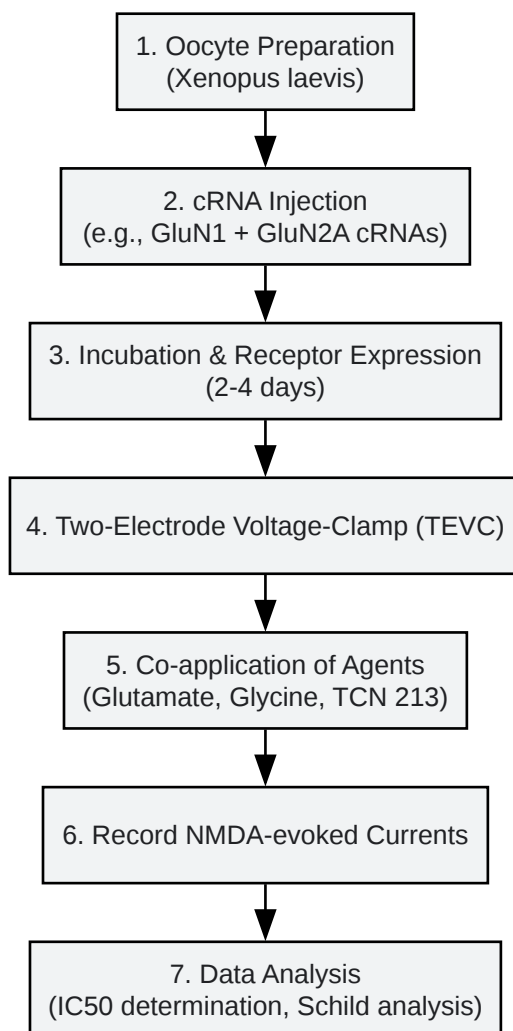 1. Oocyte Preparation
(Xenopus laevis)
2. cRNA Injection
(e.g., GluN1 + GluN2A cRNAs)
3. Incubation & Receptor Expression
(2-4 days)
4. Two-Electrode Voltage-Clamp (TEVC)
5. Co-application of Agents
(Glutamate, Glycine, TCN 213)
6. Record NMDA-evoked Currents
7. Data Analysis
(IC50 determination, Schild analysis)